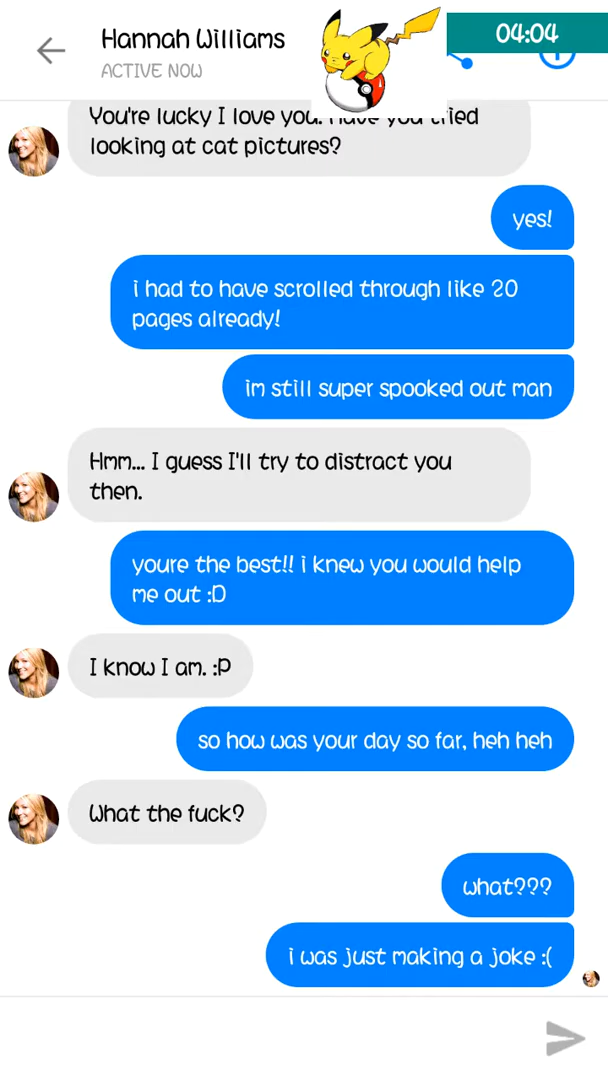 Hannah Williams
04:04
ACTIVE NOW
You're lucky I love you. Have you tried
looking at cat pictures?
yes!
i had to have scrolled through like 20
pages already!
im still super spooked out man
Hmm... I guess I'll try to distract you
then.
youre the best!! i knew you would help
me out :D
I know I am. :P
so how was your day so far, heh heh
What the fuck?
what???
i was just making a joke :(